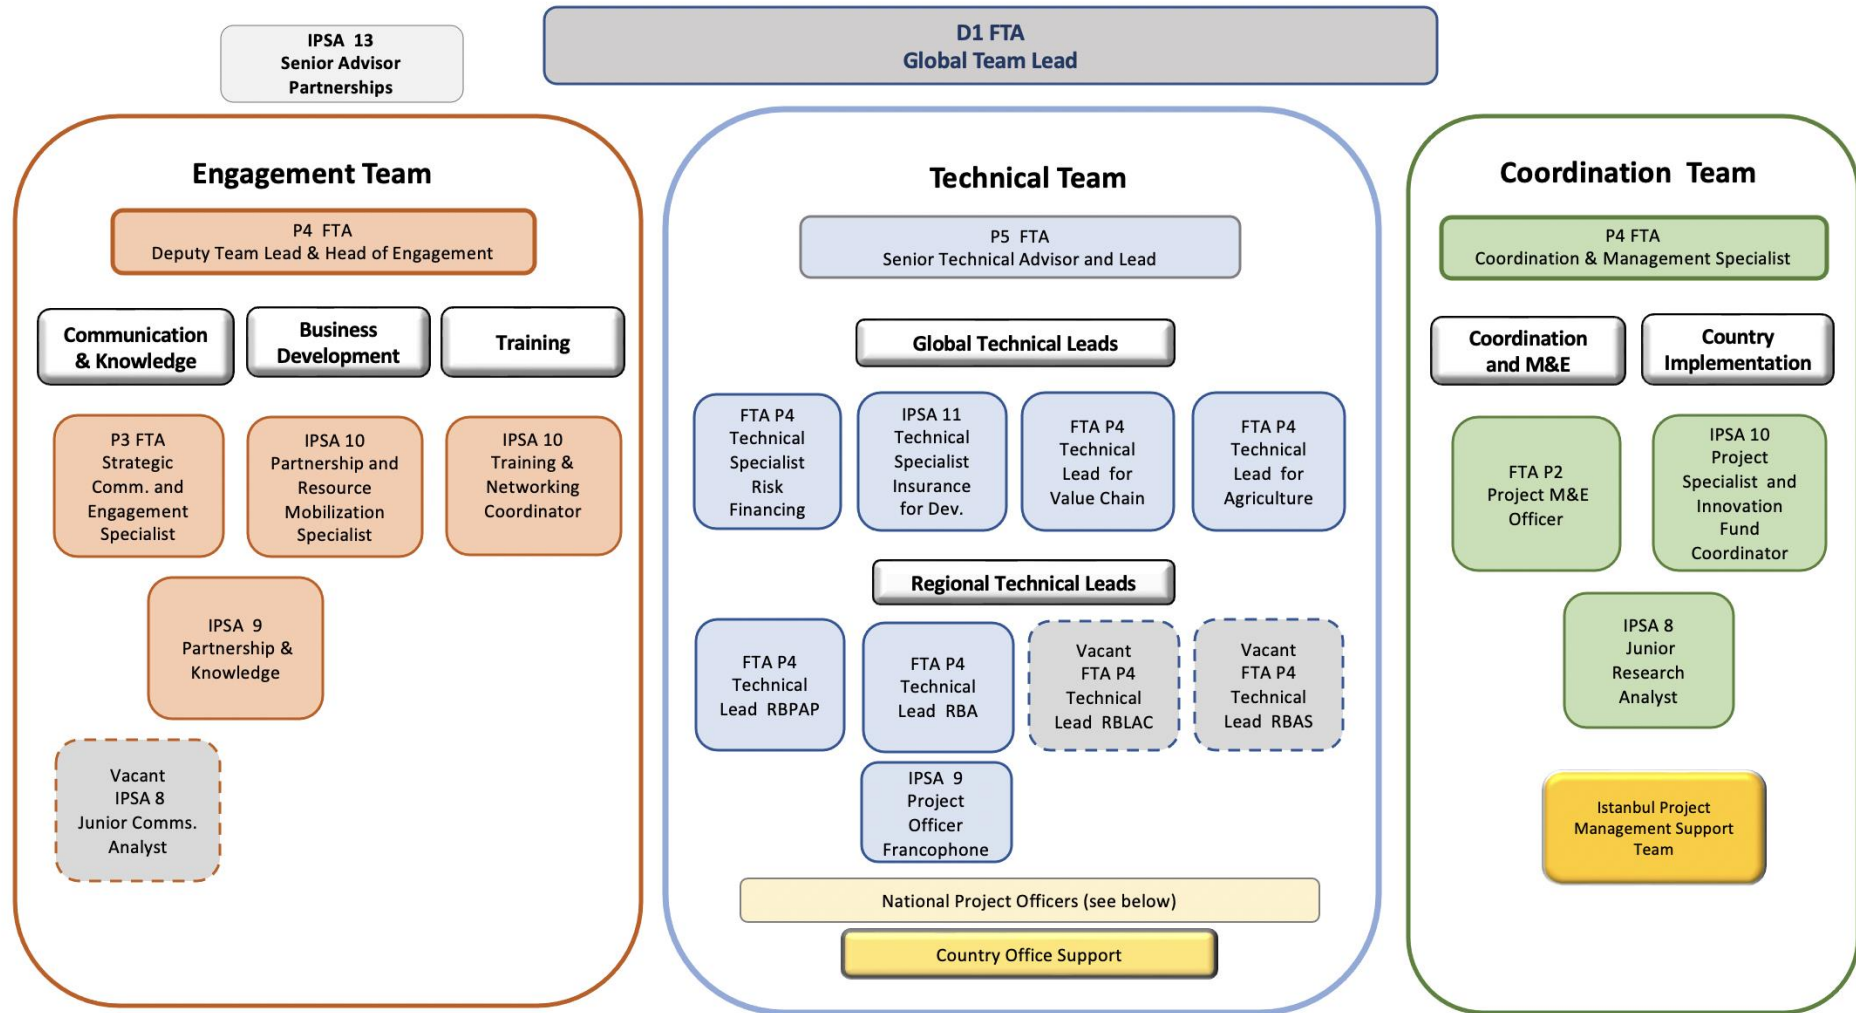 IPSA 13
Senior Advisor
Partnerships
D1 FTA
Global Team Lead
Engagement Team
P4 FTA
Deputy Team Lead & Head of Engagement
Communication
& Knowledge
Business
Development
Training
P3 FTA
Strategic
Comm. and
Engagement
Specialist
IPSA 10
Partnership and
Resource
Mobilization
Specialist
IPSA 10
Training &
Networking
Coordinator
IPSA 9
Partnership &
Knowledge
Vacant
IPSA 8
Junior Comms.
Analyst
Technical Team
P5 FTA
Senior Technical Advisor and Lead
Global Technical Leads
FTA P4
Technical
Specialist
Risk
Financing
IPSA 11
Technical
Specialist
Insurance
for Dev.
FTA P4
Technical
Lead for
Value Chain
FTA P4
Technical
Lead for
Agriculture
Regional Technical Leads
FTA P4
Technical
Lead RBPAP
FTA P4
Technical
Lead RBA
Vacant
FTA P4
Technical
Lead RBLAC
Vacant
FTA P4
Technical
Lead RBAS
IPSA 9
Project
Officer
Francophone
National Project Officers (see below)
Country Office Support
Coordination Team
P4 FTA
Coordination & Management Specialist
Coordination
and M&E
Country
Implementation
FTA P2
Project M&E
Officer
IPSA 10
Project
Specialist and
Innovation
Fund
Coordinator
IPSA 8
Junior
Research
Analyst
Istanbul Project
Management Support
Team